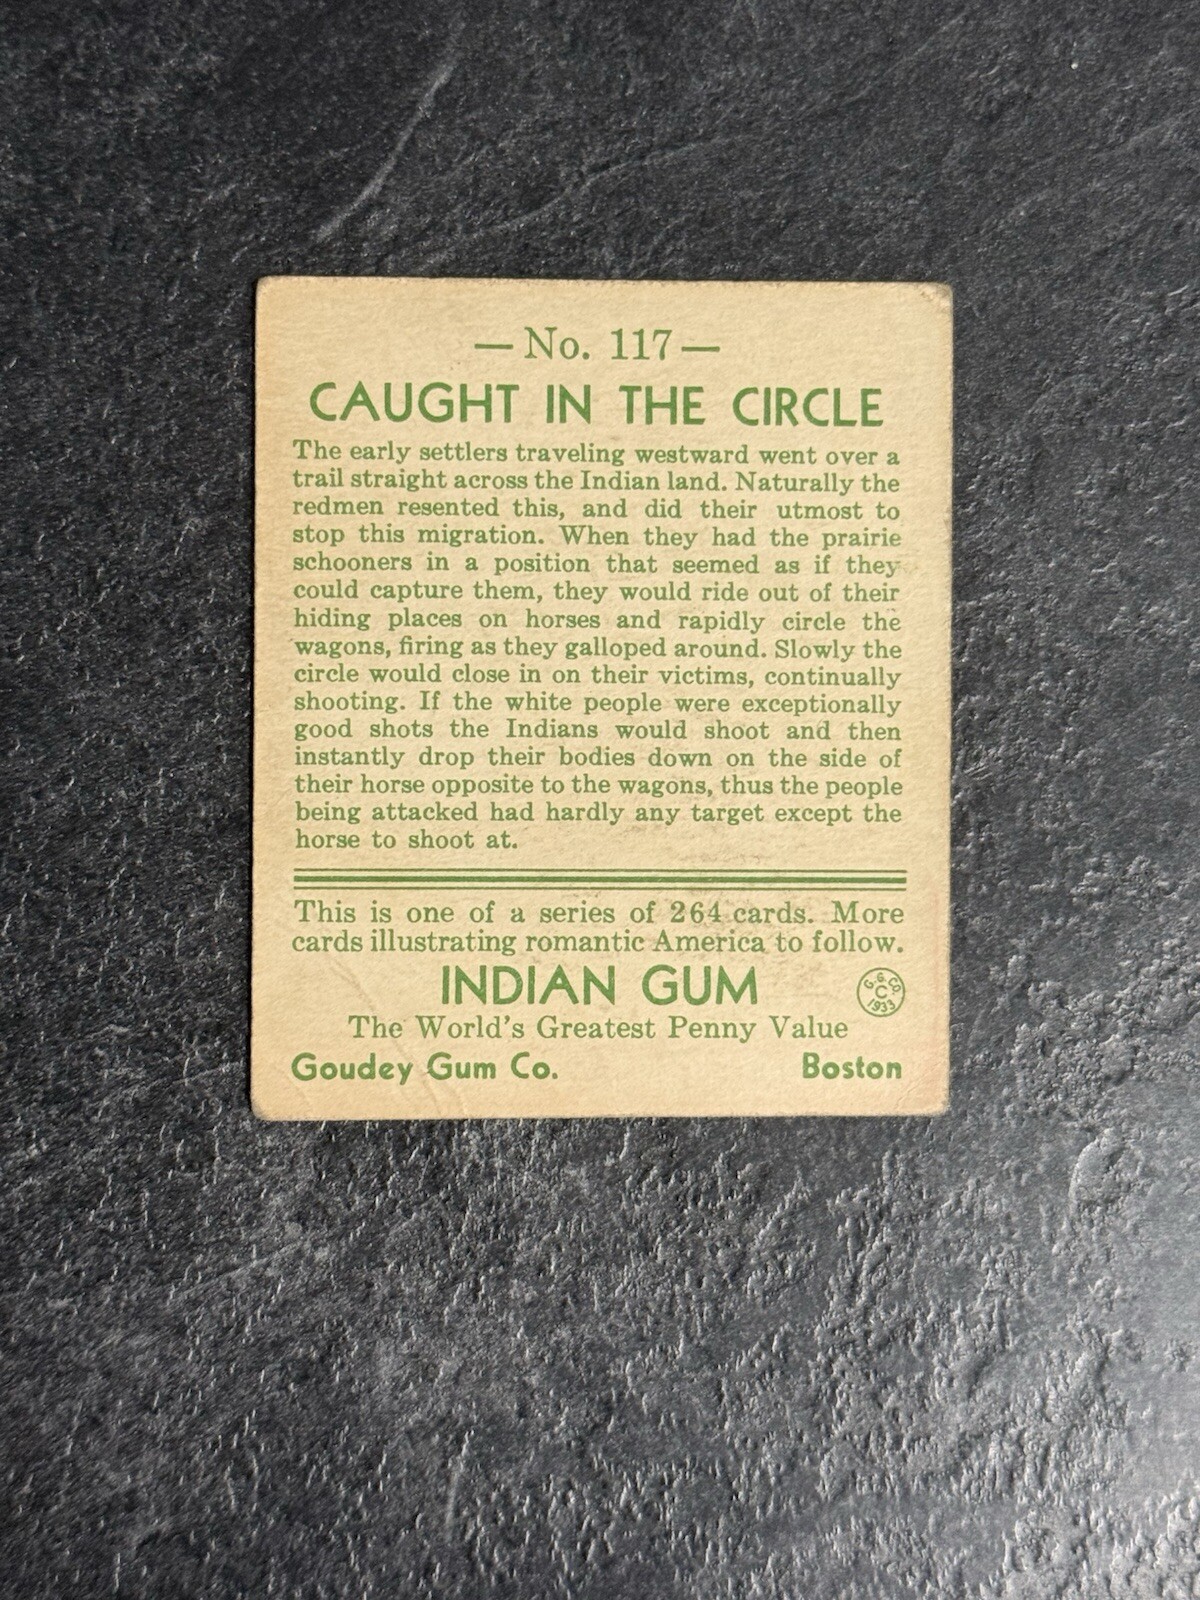 — No. 117 —
CAUGHT IN THE CIRCLE
The early settlers traveling westward went over a
trail straight across the Indian land. Naturally the
redmen resented this, and did their utmost to
stop this migration. When they had the prairie
schooners in a position that seemed as if they
could capture them, they would ride out of their
hiding places on horses and rapidly circle the
wagons, firing as they galloped around. Slowly the
circle would close in on their victims, continually
shooting. If the white people were exceptionally
good shots the Indians would shoot and then
instantly drop their bodies down on the side of
their horse opposite to the wagons, thus the people
being attacked had hardly any target except the
horse to shoot at.
This is one of a series of 264 cards. More
cards illustrating romantic America to follow.
INDIAN GUM
G. G. Co.
C
1933
The World's Greatest Penny Value
Goudey Gum Co. Boston